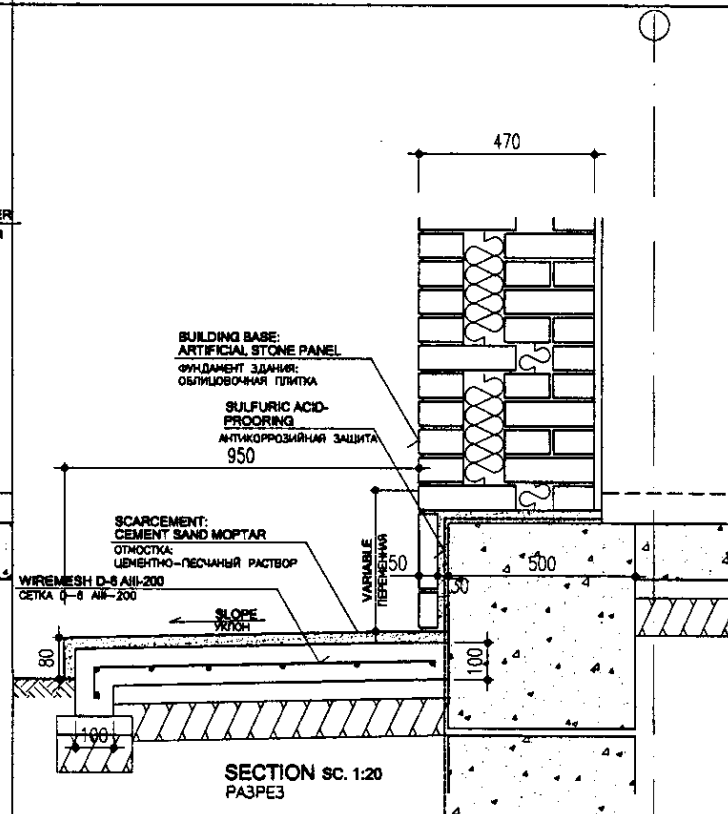 470
ER
BUILDING BASE:
ARTIFICIAL STONE PANEL
ФУНДАМЕНТ ЗДАНИЯ:
ОБЛИЦОВОЧНАЯ ПЛИТКА
SULFURIC ACID-
PROORING
АНТИКОРРОЗИЙНАЯ ЗАЩИТА
950
SCARCEMENT:
CEMENT SAND MOPTAR
ОТМОСТКА:
ЦЕМЕНТНО-ПЕСЧАНЫЙ РАСТВОР
VARIABLE
ПЕРЕМЕННАЯ
50
30
500
WIREMESH D-6 AIII-200
СЕТКА D-6 AIII-200
SLOPE
УКЛОН
80
100
100
SECTION SC. 1:20
РАЗРЕЗ